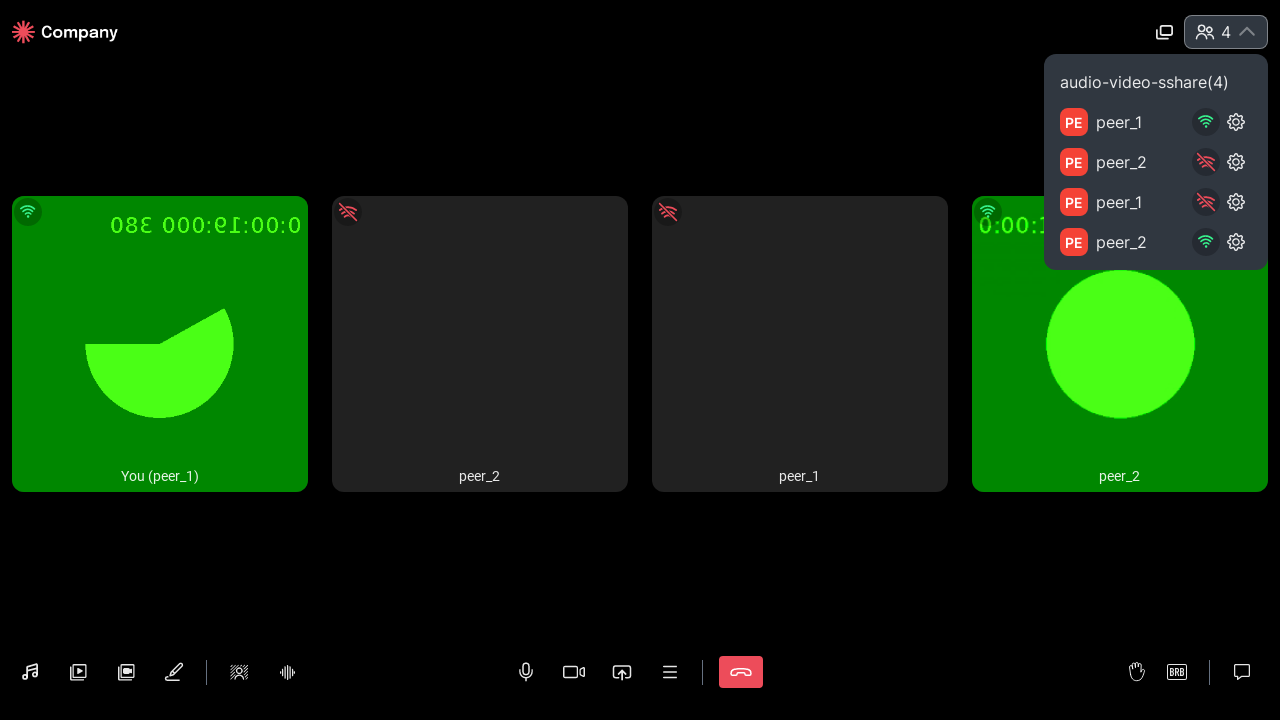 Company
4
audio-video-sshare(4)
PE peer_1
PE peer_2
PE peer_1
PE peer_2
0:00:19:000 380
0:00:1
You (peer_1)
peer_2
peer_1
peer_2
BRB